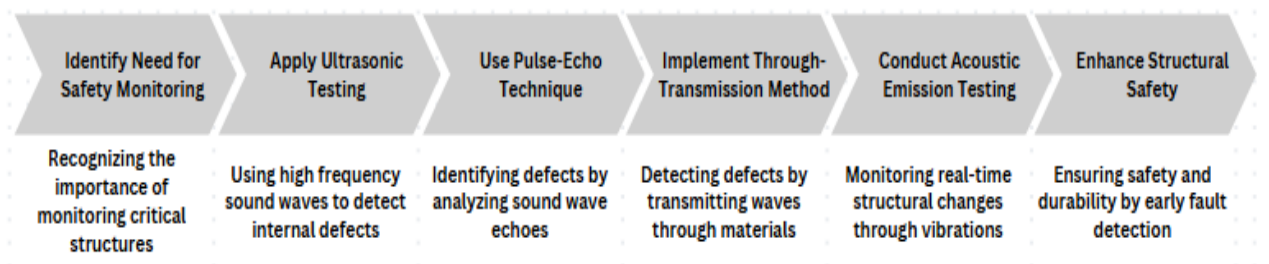 Identify Need for
Safety Monitoring
Apply Ultrasonic
Testing
Use Pulse-Echo
Technique
Implement Through-
Transmission Method
Conduct Acoustic
Emission Testing
Enhance Structural
Safety
Recognizing the
importance of
monitoring critical
structures
Using high frequency
sound waves to detect
internal defects
Identifying defects by
analyzing sound wave
echoes
Detecting defects by
transmitting waves
through materials
Monitoring real-time
structural changes
through vibrations
Ensuring safety and
durability by early fault
detection